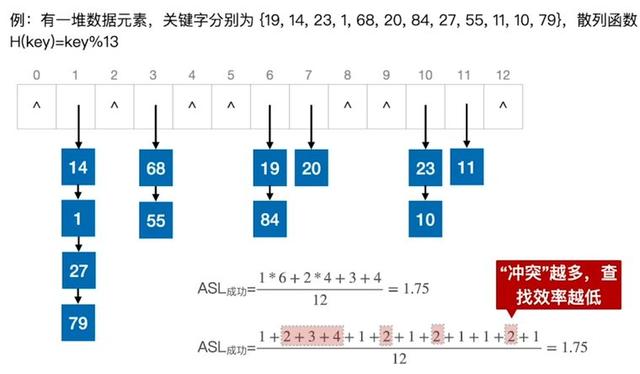 例：有一堆数据元素，关键字分别为 {19, 14, 23, 1, 68, 20, 84, 27, 55, 11, 10, 79}，散列函数
H(key)=key%13
0 1 2 3 4 5 6 7 8 9 10 11 12
^ ^ ^ ^ ^ ^ ^
14 68 19 20 23 11
1 55 84 10
27
79
ASL成功=(1*6+2*4+3+4)/12 = 1.75
“冲突”越多，查
找效率越低
ASL成功=(1+2+3+4+1+2+1+2+1+1+2+1)/12 = 1.75